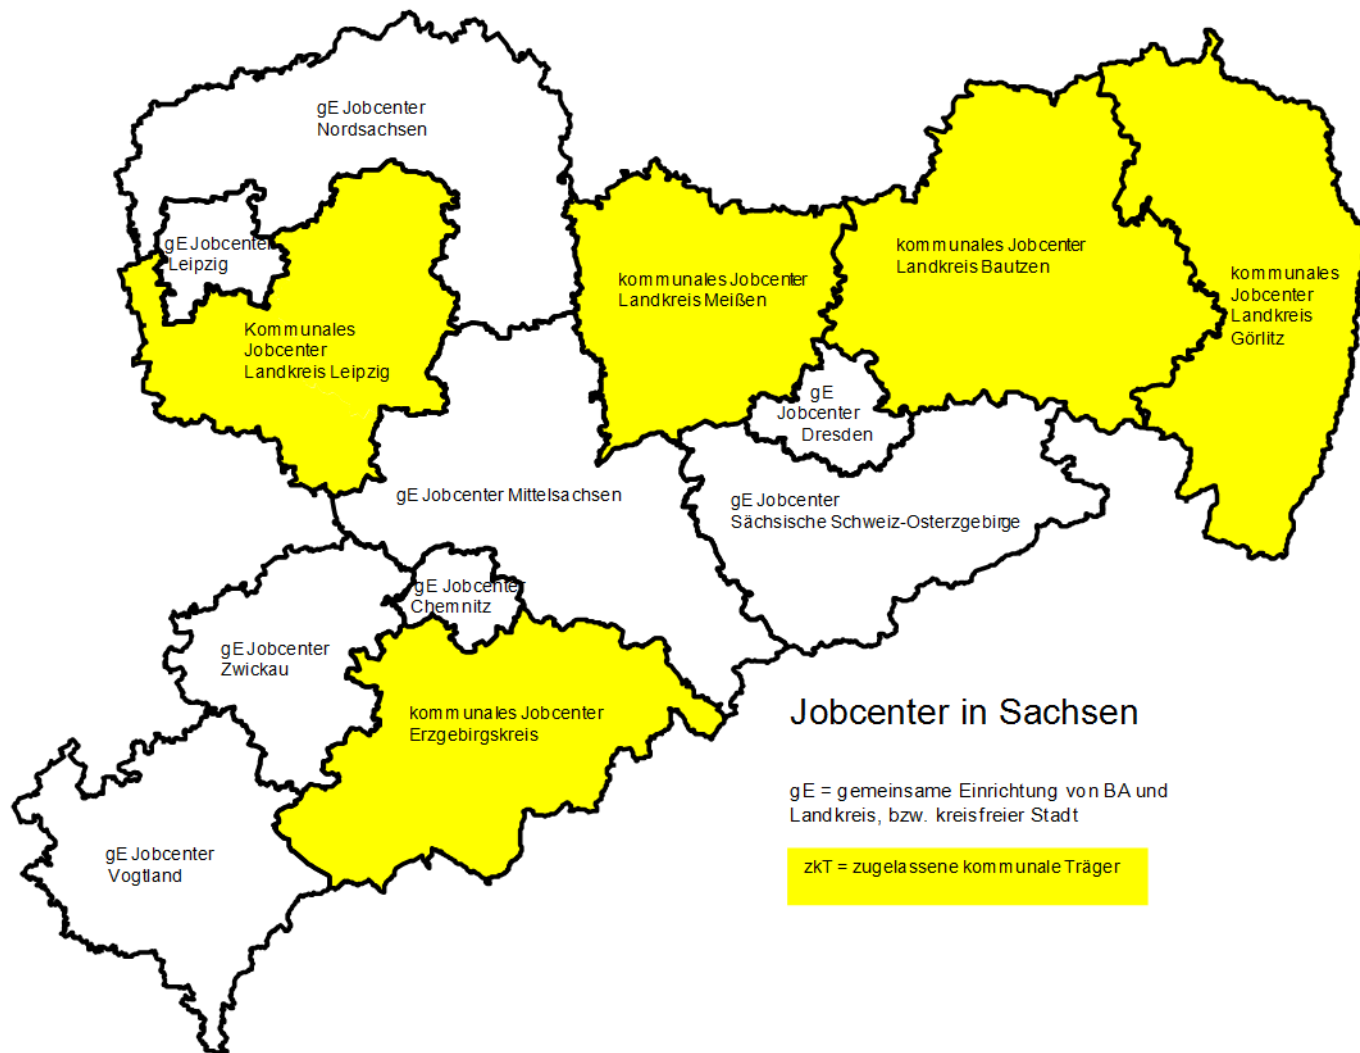 gE Jobcenter
Nordsachsen
gE Jobcenter
Leipzig
Kommunales
Jobcenter
Landkreis Leipzig
kommunales Jobcenter
Landkreis Meißen
kommunales Jobcenter
Landkreis Bautzen
kommunales
Jobcenter
Landkreis
Görlitz
gE
Jobcenter
Dresden
gE Jobcenter Mittelsachsen
gE Jobcenter
Sächsische Schweiz-Osterzgebirge
gE Jobcenter
Chemnitz
gE Jobcenter
Zwickau
kommunales Jobcenter
Erzgebirgskreis
gE Jobcenter
Vogtland
Jobcenter in Sachsen
gE = gemeinsame Einrichtung von BA und
Landkreis, bzw. kreisfreier Stadt
zkT = zugelassene kommunale Träger